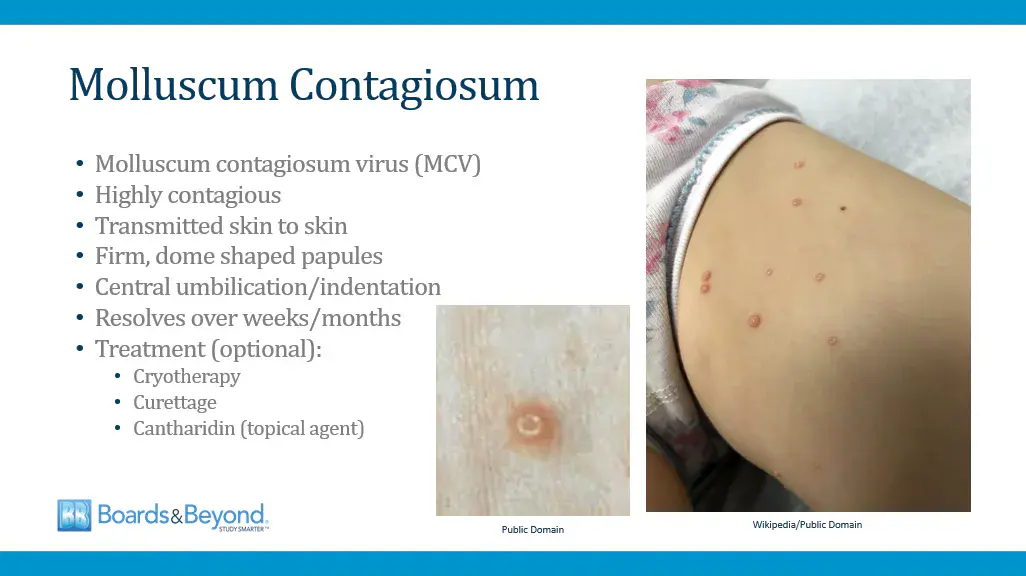 Molluscum Contagiosum
• Molluscum contagiosum virus (MCV)
• Highly contagious
• Transmitted skin to skin
• Firm, dome shaped papules
• Central umbilication/indentation
• Resolves over weeks/months
• Treatment (optional):
• Cryotherapy
• Curettage
• Cantharidin (topical agent)
BB Boards&Beyond®
STUDY SMARTER™
Public Domain
Wikipedia/Public Domain